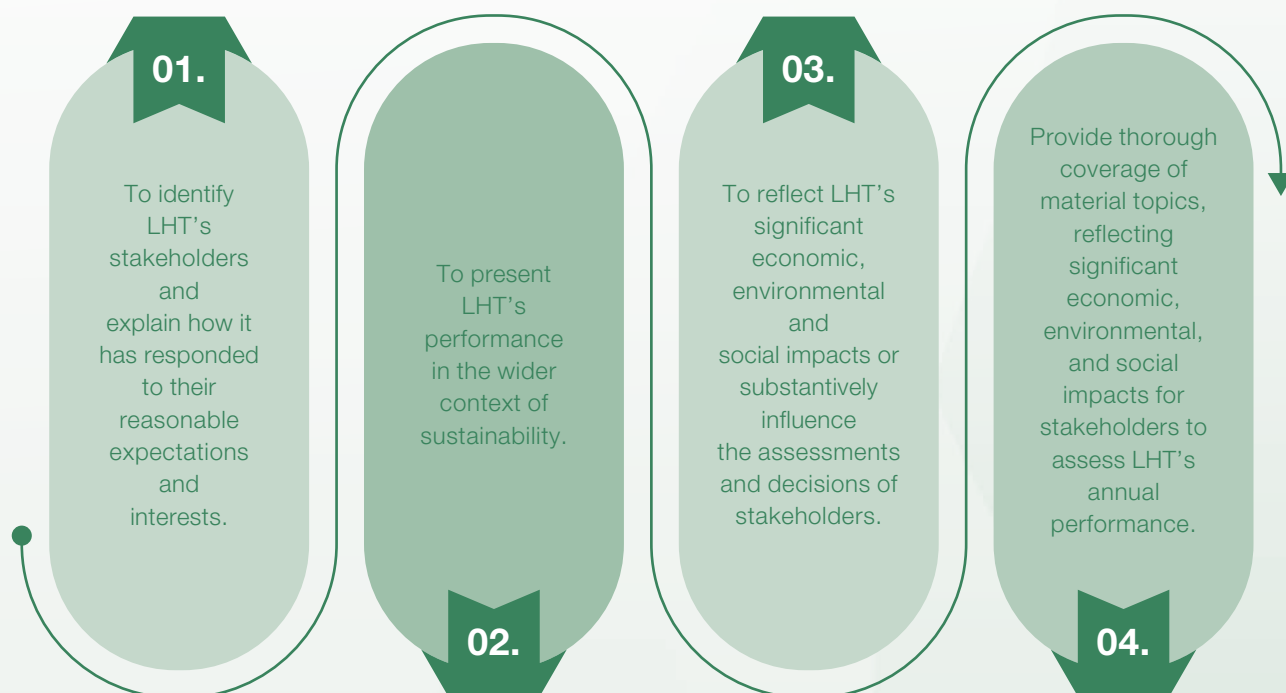 01.
To identify
LHT’s
stakeholders
and
explain how it
has responded
to their
reasonable
expectations
and
interests.
To present
LHT’s
performance
in the wider
context of
sustainability.
02.
03.
To reflect LHT’s
significant
economic,
environmental
and
social impacts or
substantively
influence
the assessments
and decisions of
stakeholders.
Provide thorough
coverage of
material topics,
reflecting
significant
economic,
environmental,
and social
impacts for
stakeholders to
assess LHT’s
annual
performance.
04.